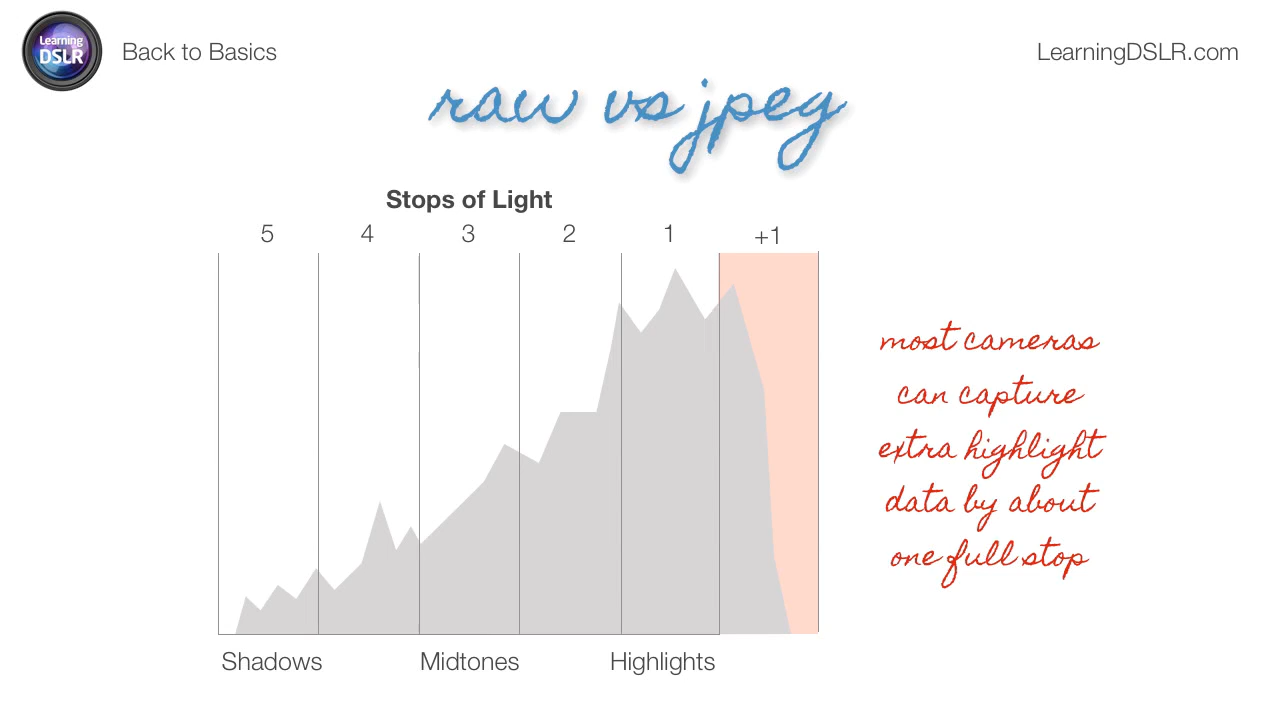 Learning
DSLR
Back to Basics
LearningDSLR.com
raw vs jpeg
Stops of Light
5 4 3 2 1 +1
most cameras
can capture
extra highlight
data by about
one full stop
Shadows Midtones Highlights